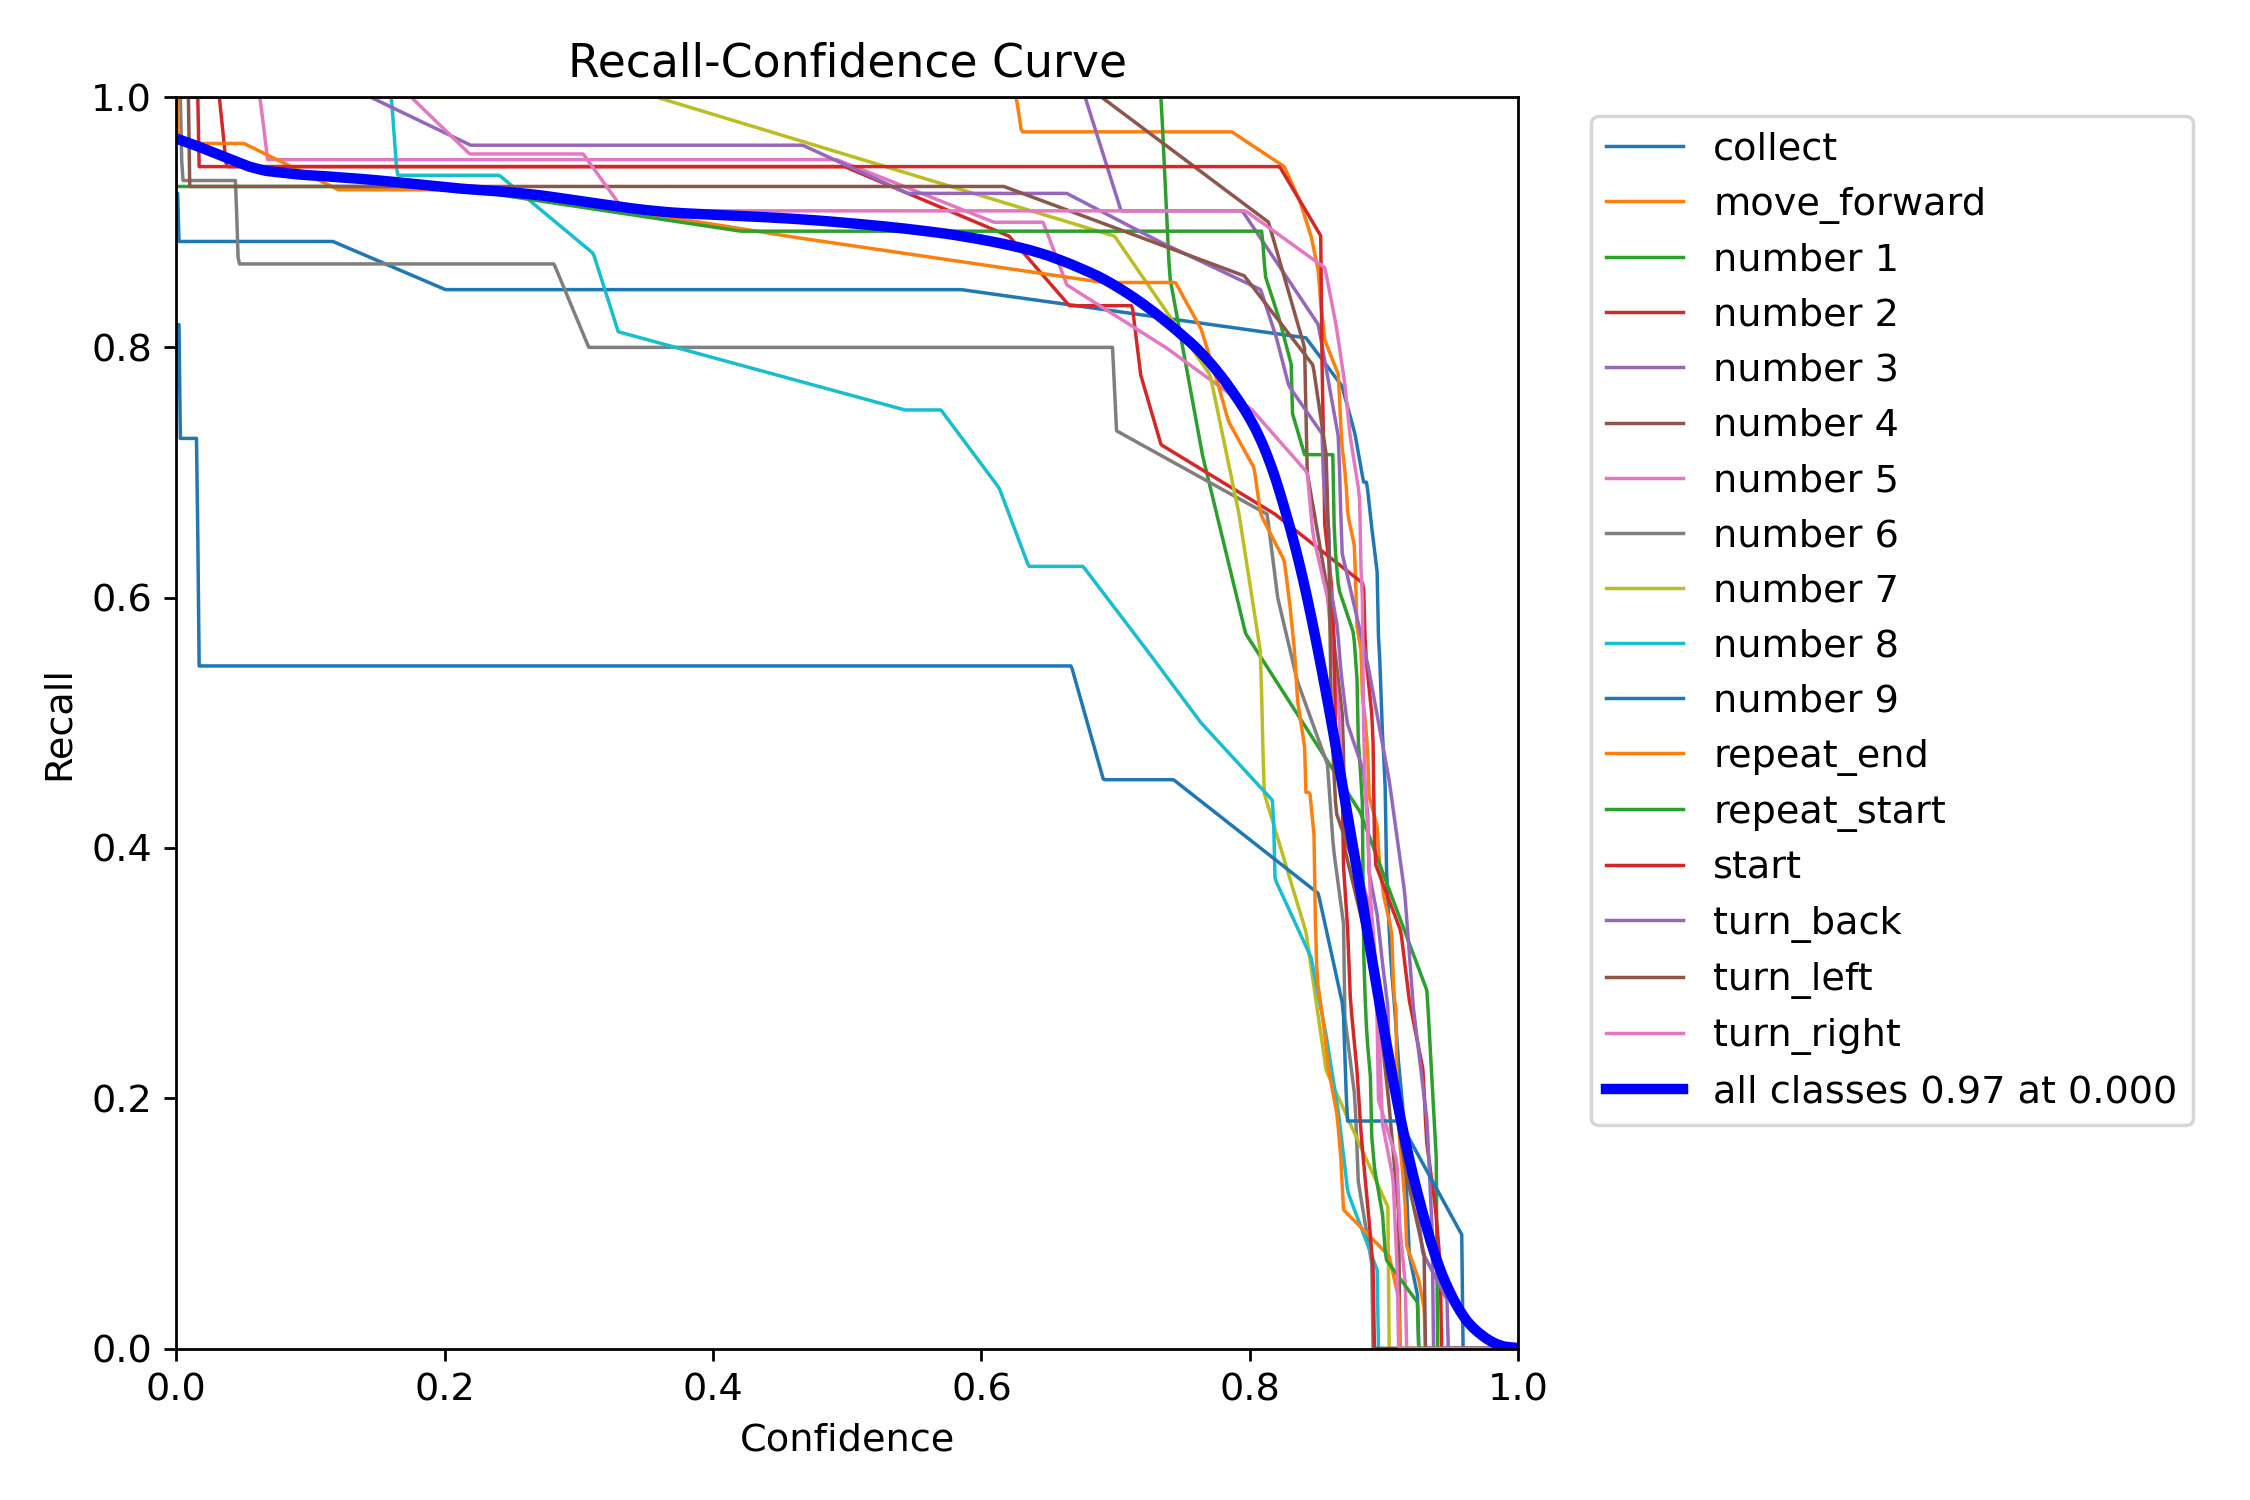 Recall-Confidence Curve
1.0
0.8
0.6
0.4
0.2
0.0
Recall
0.0 0.2 0.4 0.6 0.8 1.0
Confidence
collect
move_forward
number 1
number 2
number 3
number 4
number 5
number 6
number 7
number 8
number 9
repeat_end
repeat_start
start
turn_back
turn_left
turn_right
all classes 0.97 at 0.000